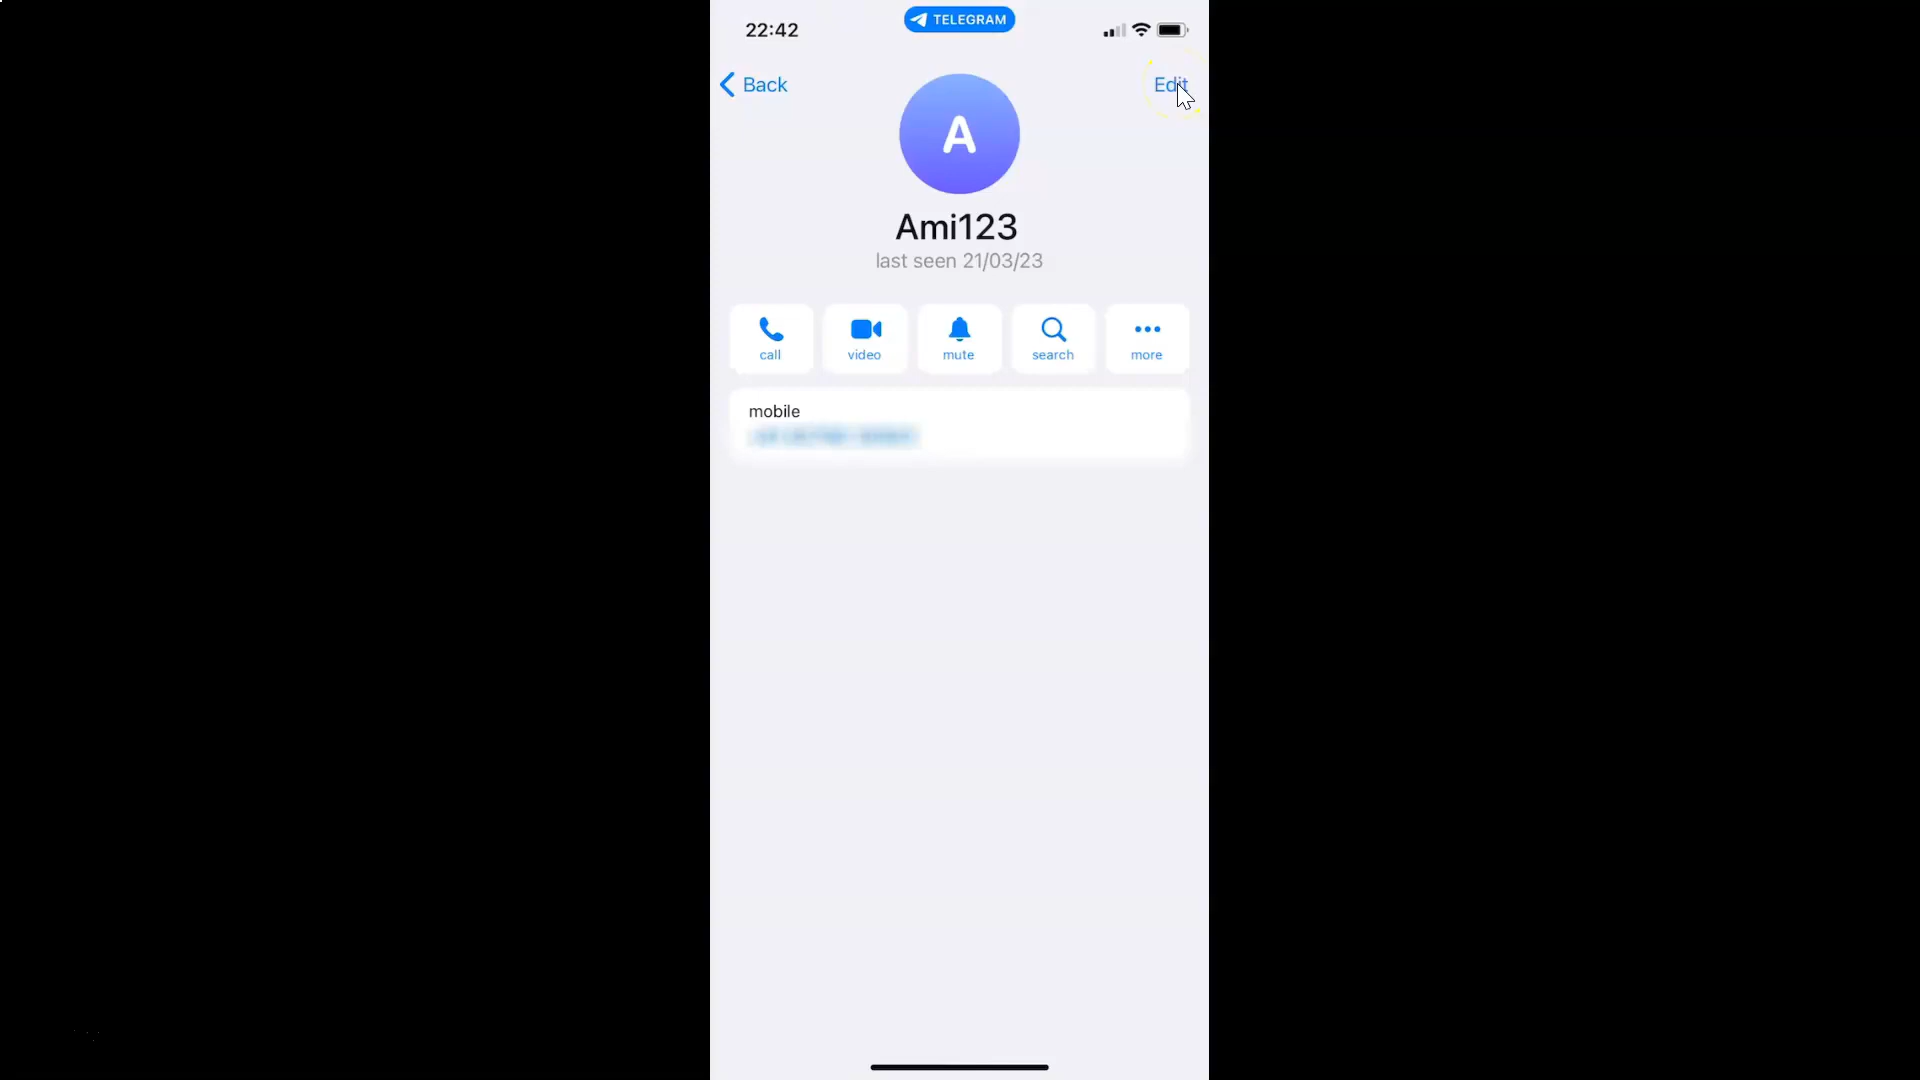 22:42
TELEGRAM
Back
Edit
A
Ami123
last seen 21/03/23
call
video
mute
search
more
mobile